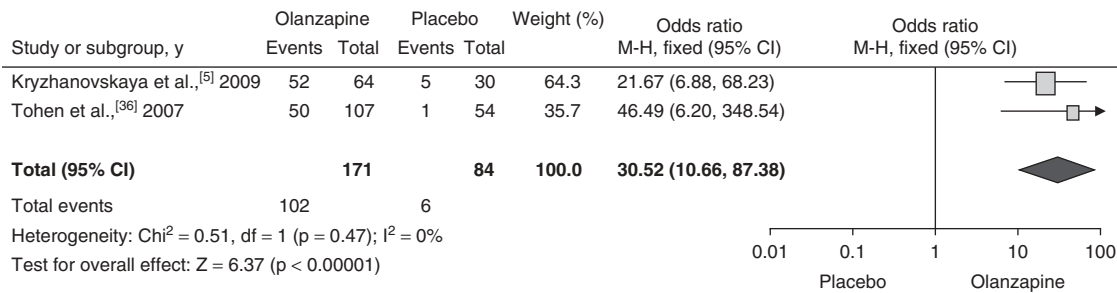 Olanzapine Placebo Weight (%) Odds ratio Odds ratio
Study or subgroup, y Events Total Events Total M-H, fixed (95% CI) M-H, fixed (95% CI)
Kryzhanovskaya et al.,[5] 2009 52 64 5 30 64.3 21.67 (6.88, 68.23)
Tohen et al.,[36] 2007 50 107 1 54 35.7 46.49 (6.20, 348.54)
Total (95% CI) 171 84 100.0 30.52 (10.66, 87.38)
Total events 102 6
Heterogeneity: Chi2 = 0.51, df = 1 (p = 0.47); I2 = 0%
Test for overall effect: Z = 6.37 (p < 0.00001)
0.01 0.1 1 10 100
Placebo Olanzapine